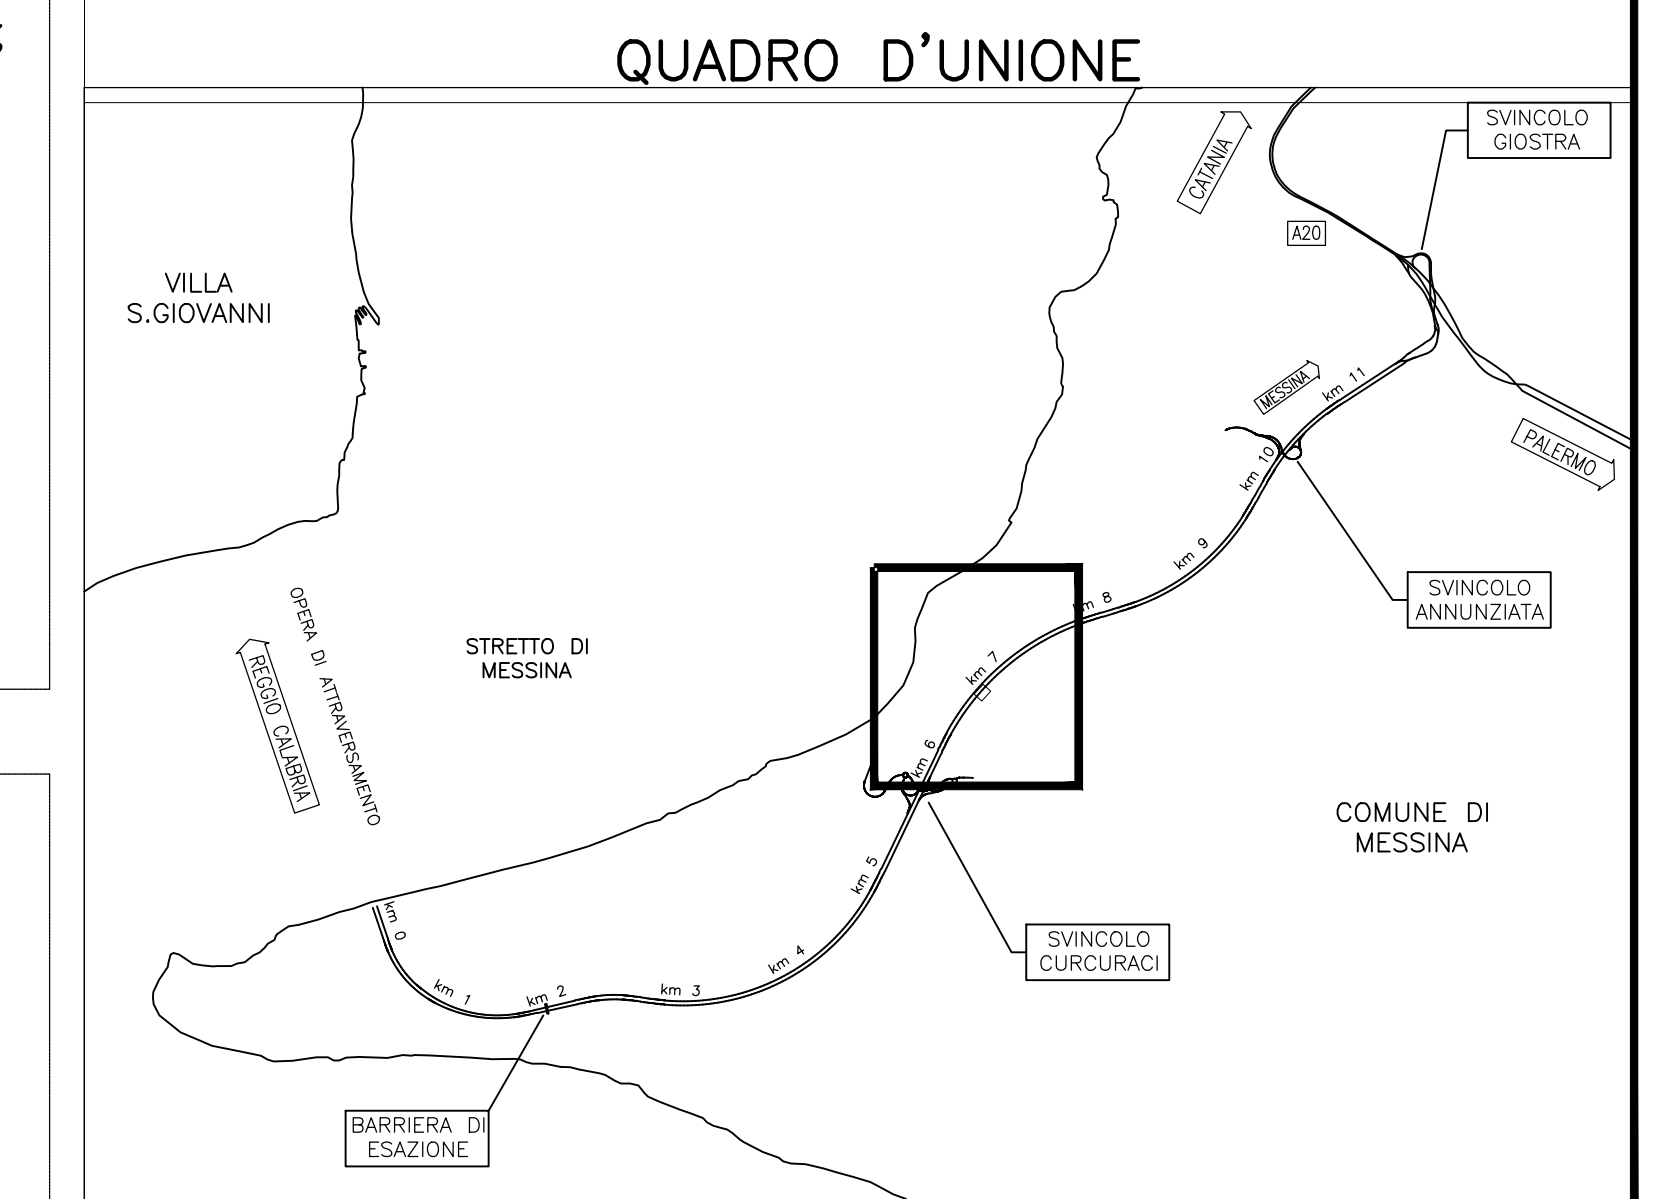 QUADRO D'UNIONE
SVINCOLO
GIOSTRA
CATANIA
A20
VILLA
S.GIOVANNI
MESSINA
km 11
PALERMO
km 10
km 9
SVINCOLO
ANNUNZIATA
km 8
OPERA DI ATTRAVERSAMENTO
REGGIO CALABRIA
STRETTO DI
MESSINA
km 7
km 6
COMUNE DI
MESSINA
km 5
SVINCOLO
CURCURACI
km 4
km 3
km 2
km 1
km 0
BARRIERA DI
ESAZIONE